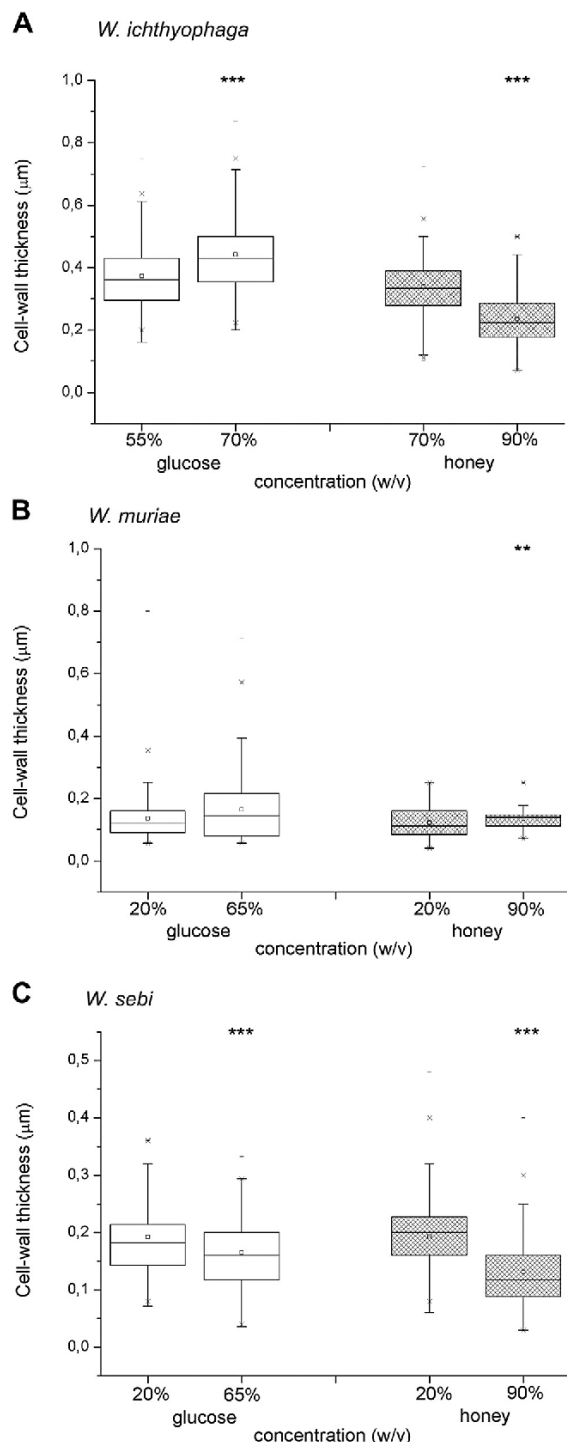 A
W. ichthyophaga
*** ***
1,0
0,8
0,6
0,4
0,2
0,0
Cell-wall thickness (μm)
55% 70% 70% 90%
glucose honey
concentration (w/v)
B
W. muriae
**
1,0
0,8
0,6
0,4
0,2
0,0
Cell-wall thickness (μm)
20% 65% 20% 90%
glucose honey
concentration (w/v)
C
W. sebi
*** ***
0,5
0,4
0,3
0,2
0,1
0,0
Cell-wall thickness (μm)
20% 65% 20% 90%
glucose honey
concentration (w/v)